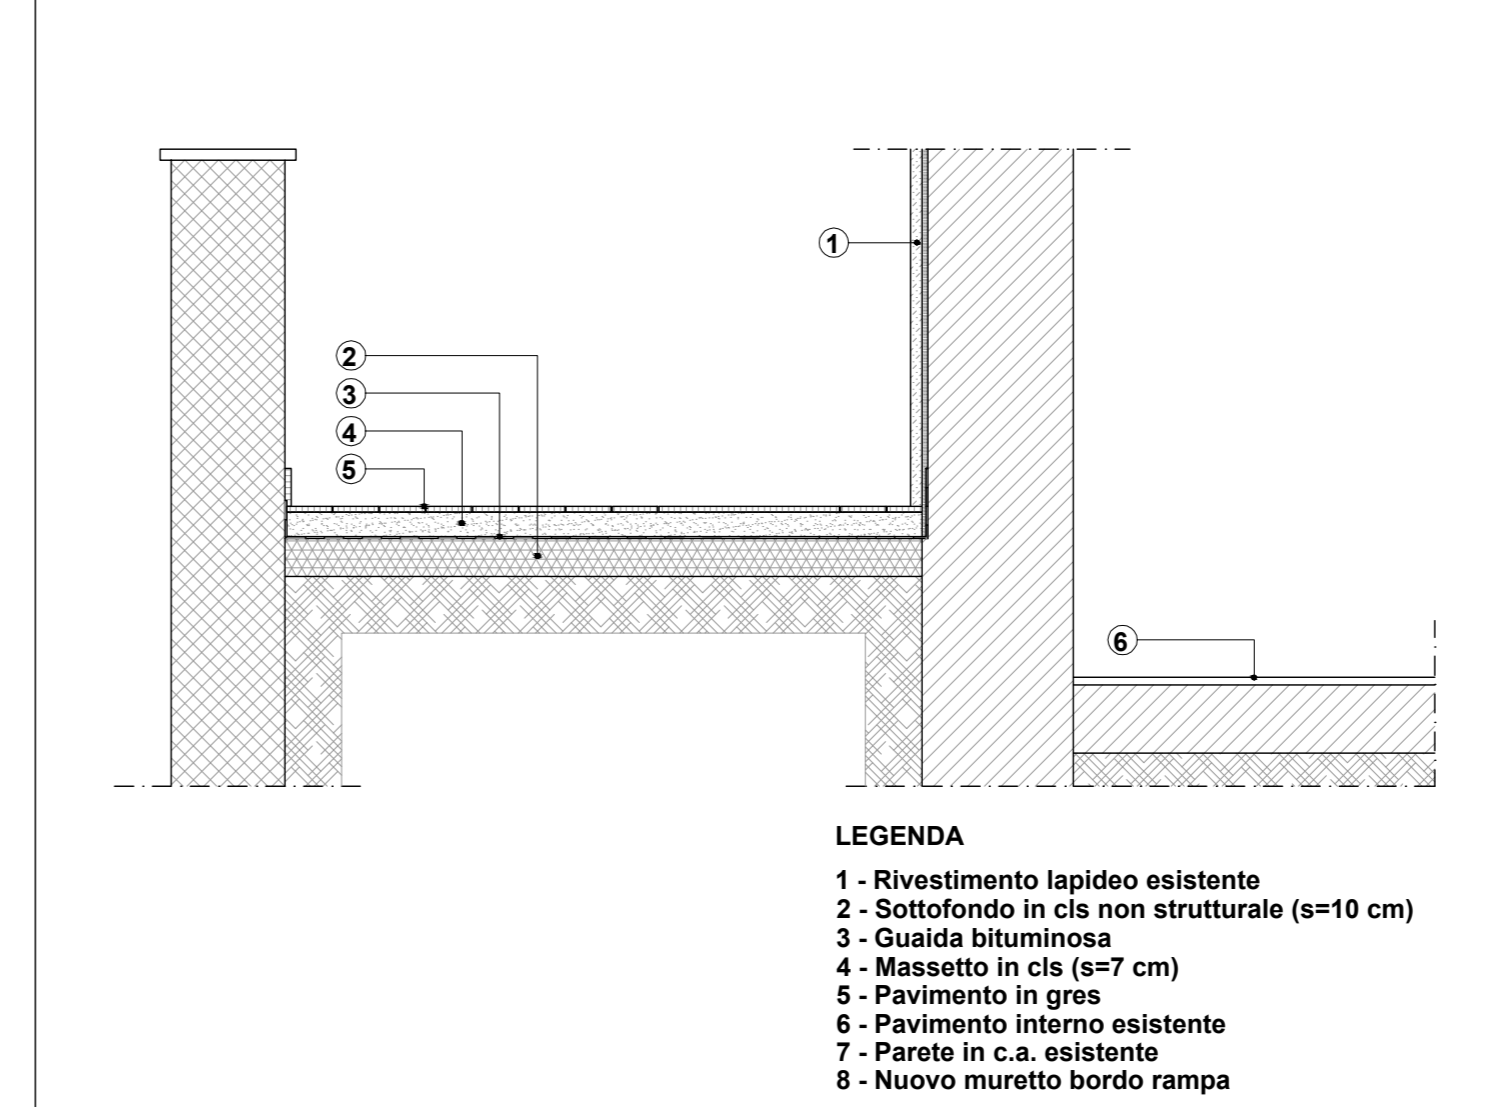 1
2
3
4
5
6
LEGENDA
1 - Rivestimento lapideo esistente
2 - Sottofondo in cls non strutturale (s=10 cm)
3 - Guaida bituminosa
4 - Massetto in cls (s=7 cm)
5 - Pavimento in gres
6 - Pavimento interno esistente
7 - Parete in c.a. esistente
8 - Nuovo muretto bordo rampa